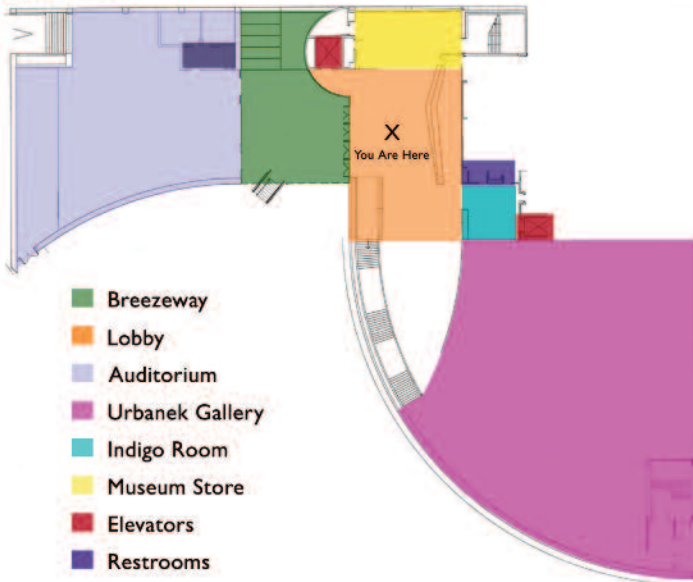 X
You Are Here
Breezeway
Lobby
Auditorium
Urbanek Gallery
Indigo Room
Museum Store
Elevators
Restrooms